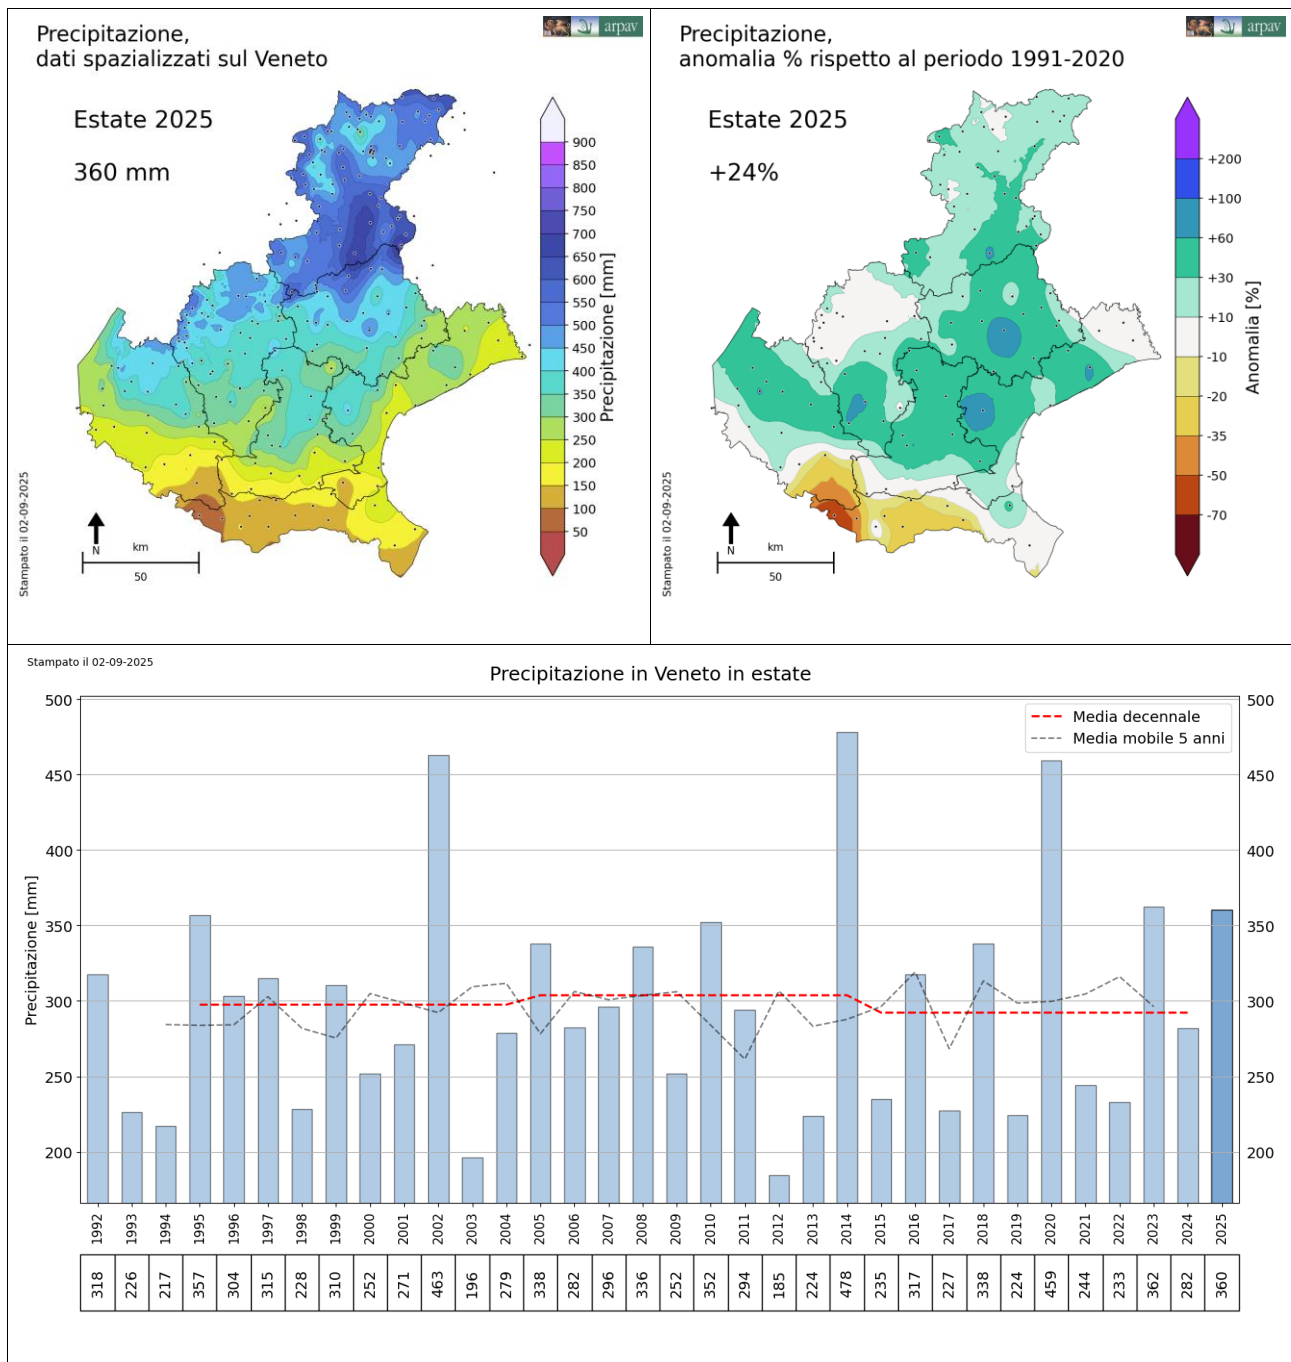 Precipitazione,
dati spazializzati sul Veneto
arpav
Estate 2025
360 mm
900
850
800
750
700
650
600
550
500
450
400
350
300
250
200
150
100
50
Precipitazione [mm]
N
km
50
Stampato il 02-09-2025
Precipitazione,
anomalia % rispetto al periodo 1991-2020
arpav
Estate 2025
+24%
+200
+100
+60
+30
+10
-10
-20
-35
-50
-70
Anomalia [%]
N
km
50
Stampato il 02-09-2025
Stampato il 02-09-2025
Precipitazione in Veneto in estate
Media decennale
Media mobile 5 anni
Precipitazione [mm]
500
450
400
350
300
250
200
500
450
400
350
300
250
200
1992 1993 1994 1995 1996 1997 1998 1999 2000 2001 2002 2003 2004 2005 2006 2007 2008 2009 2010 2011 2012 2013 2014 2015 2016 2017 2018 2019 2020 2021 2022 2023 2024 2025
318 226 217 357 304 315 228 310 252 271 463 196 279 338 282 296 336 252 352 294 185 224 478 235 317 227 338 224 459 244 233 362 282 360